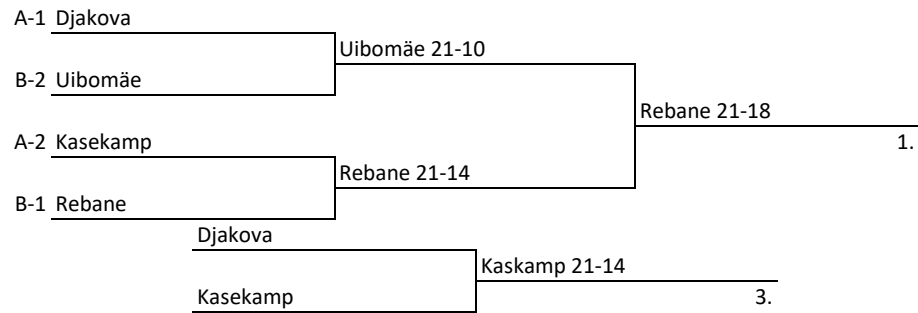 A-1 Djakova
Uibomäe 21-10
B-2 Uibomäe
Rebane 21-18
A-2 Kasekamp
1.
Rebane 21-14
B-1 Rebane
Djakova
Kaskamp 21-14
Kasekamp
3.